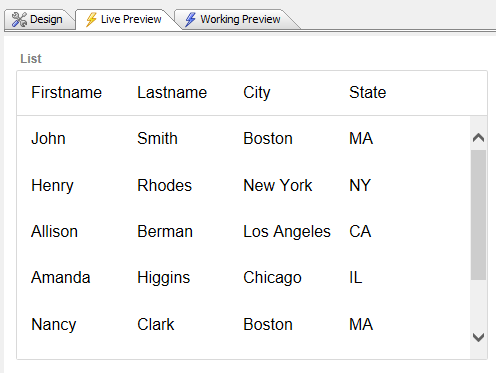 Design Live Preview Working Preview
List
Firstname Lastname City State
John Smith Boston MA
Henry Rhodes New York NY
Allison Berman Los Angeles CA
Amanda Higgins Chicago IL
Nancy Clark Boston MA